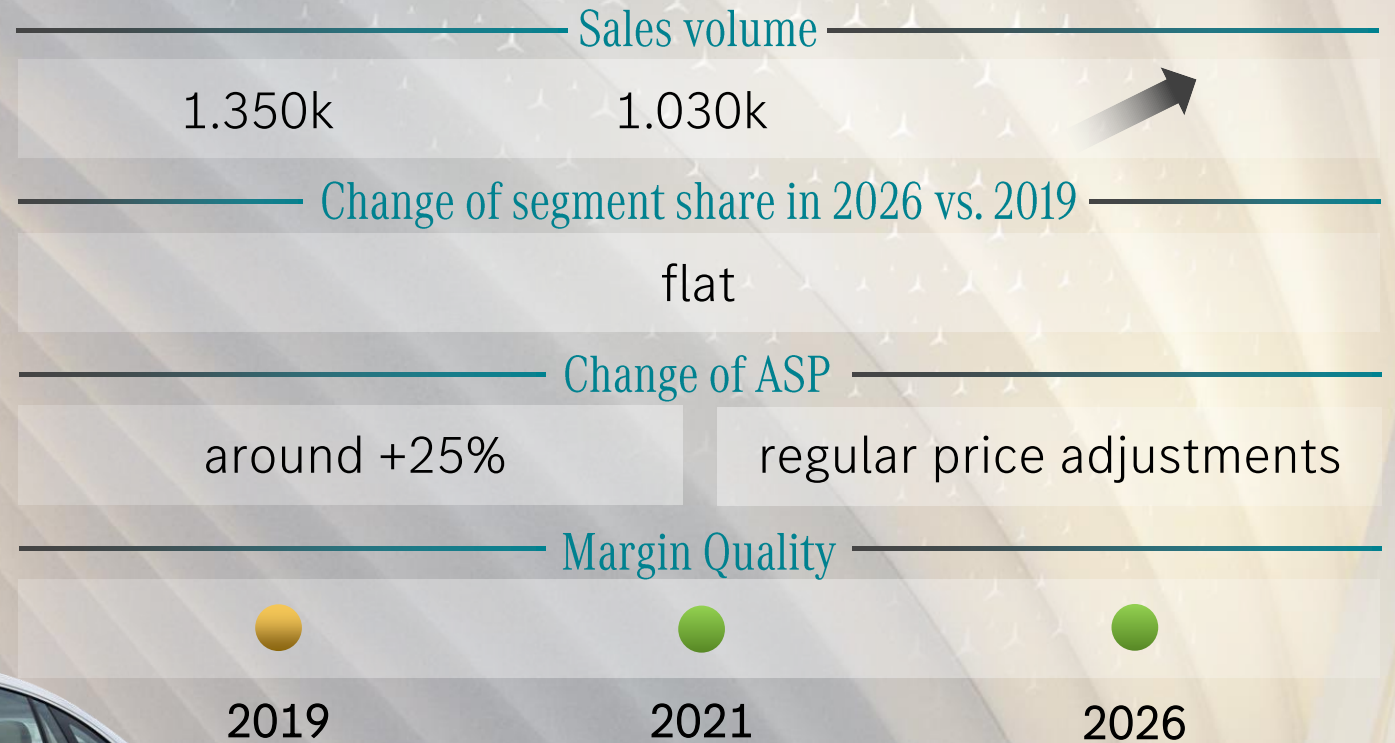 Sales volume
1.350k 1.030k
Change of segment share in 2026 vs. 2019
flat
Change of ASP
around +25% regular price adjustments
Margin Quality
2019 2021 2026